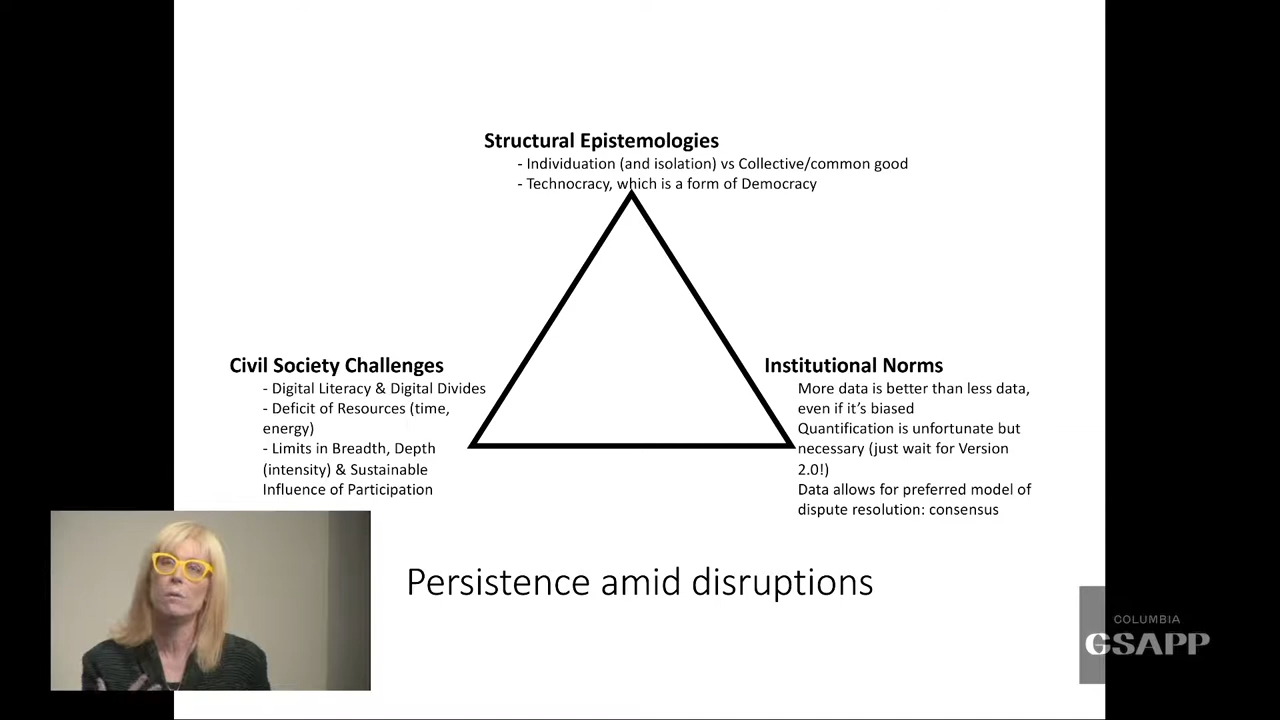 Structural Epistemologies
- Individuation (and isolation) vs Collective/common good
- Technocracy, which is a form of Democracy
Civil Society Challenges
- Digital Literacy & Digital Divides
- Deficit of Resources (time,
energy)
- Limits in Breadth, Depth
(intensity) & Sustainable
Influence of Participation
Institutional Norms
More data is better than less data,
even if it’s biased
Quantification is unfortunate but
necessary (just wait for Version
2.0!)
Data allows for preferred model of
dispute resolution: consensus
Persistence amid disruptions
COLUMBIA
GSAPP